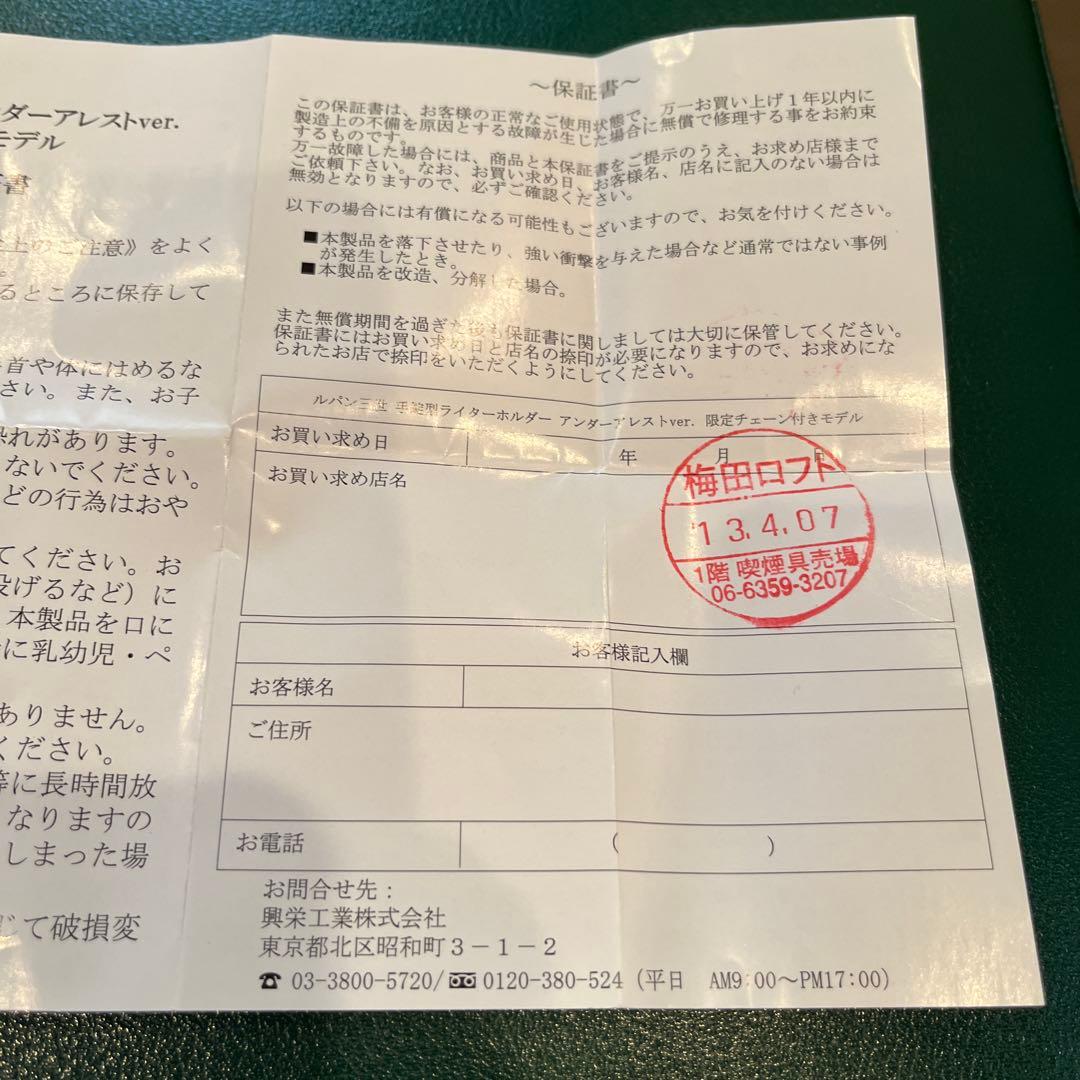 ダーアレストver.
モデル
書
上のご注意》をよく
。
るところに保存して
首や体にはめるな
さい。また、お子
恐れがあります。
ないでください。
どの行為はおや
てください。お
投げるなど）に
本製品を口に
に乳幼児・ペ
ありません。
ください。
等に長時間放
なりますの
しまった場
じて破損変
～保証書～
この保証書は、お客様の正常なご使用状態で、万一お買い上げ１年以内に
製造上の不備を原因とする故障が生じた場合に無償で修理する事をお約束
するものです。
万一故障した場合には、商品と本保証書をご提示のうえ、お求め店様まで
ご依頼下さい。なお、お買い求め日、お客様名、店名に記入のない場合は
無効となりますので、必ずご確認ください。
以下の場合には有償になる可能性もございますので、お気を付けください。
■本製品を落下させたり、強い衝撃を与えた場合など通常ではない事例
が発生したとき。
■本製品を改造、分解した場合。
また無償期間を過ぎた後も保証書に関しましては大切に保管してください。
保証書にはお買い求め日と店名の捺印が必要になりますので、お求めにな
られたお店で捺印をいただくようにしてください。
ルパン三世 手錠型ライターホルダー アンダーアレストver. 限定チェーン付きモデル
お買い求め日 年 月 日
お買い求め店名
梅田ロフト
'13.4.07
1階 喫煙具売場
06-6359-3207
お客様記入欄
お客様名
ご住所
お電話 （ ）
お問合せ先：
興栄工業株式会社
東京都北区昭和町３－１－２
☎ 03-3800-5720/ 0120-380-524（平日 AM9:00～PM17:00）